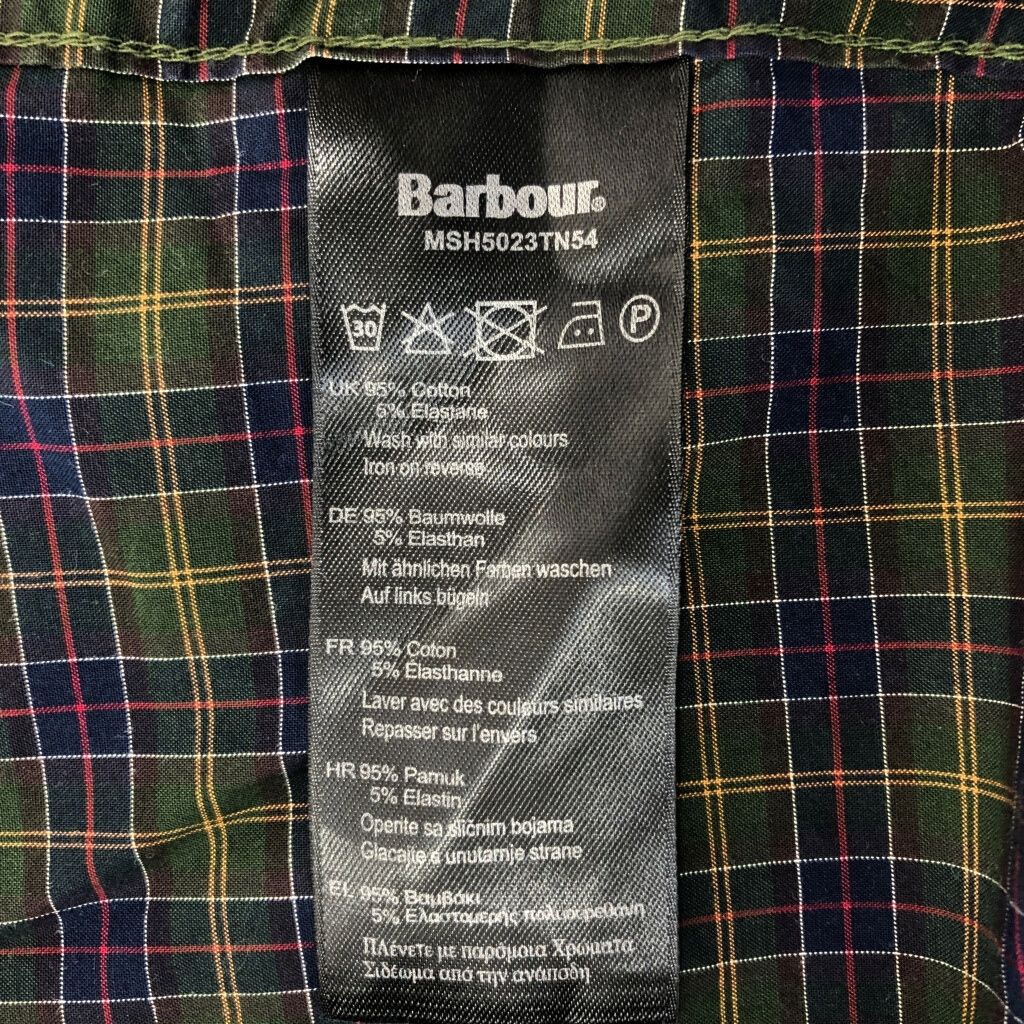 Barbour®
MSH5023TN54
30 P
UK 95% Cotton
5% Elastane
Wash with similar colours
Iron on reverse
DE 95% Baumwolle
5% Elasthan
Mit ähnlichen Farben waschen
Auf links bügeln
FR 95% Coton
5% Elasthanne
Laver avec des couleurs similaires
Repasser sur l'envers
HR 95% Pamuk
5% Elastin
Operite sa sličnim bojama
Glačajte s unutarnje strane
EL 95% Βαμβάκι
5% Ελαστομερής πολυουρεθάνη
Πλένετε με παρόμοια Χρώματα
Σιδέωμα από την ανάποδη